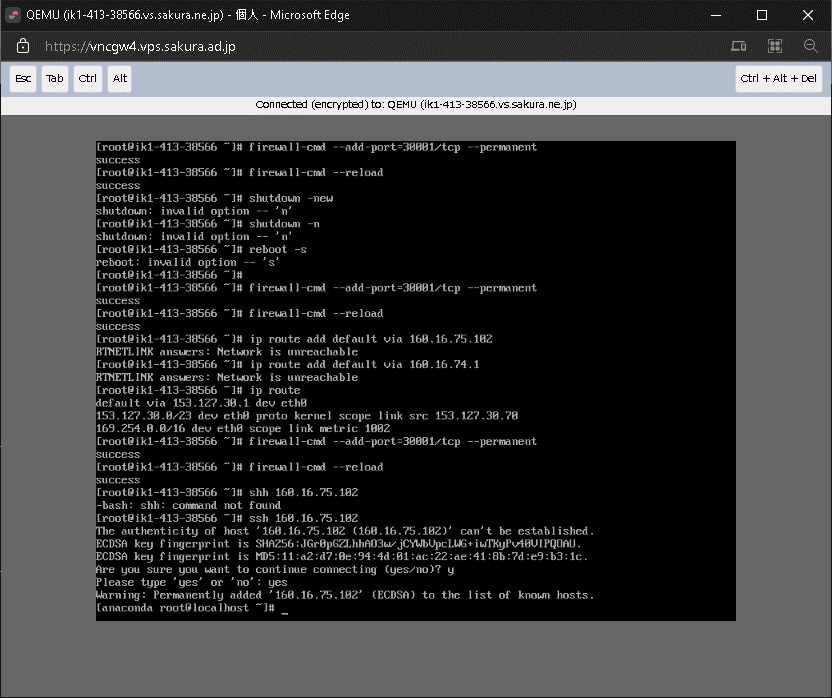 QEMU (ik1-413-38566.vs.sakura.ne.jp) - 個人 - Microsoft Edge
https://vncgw4.vps.sakura.ad.jp
Esc Tab Ctrl Alt Ctrl + Alt + Del
Connected (encrypted) to: QEMU (ik1-413-38566.vs.sakura.ne.jp)
[root@ik1-413-38566 ~]# firewall-cmd --add-port=30001/tcp --permanent
success
[root@ik1-413-38566 ~]# firewall-cmd --reload
success
[root@ik1-413-38566 ~]# shutdown -new
shutdown: invalid option -- 'n'
[root@ik1-413-38566 ~]# shutdown -n
shutdown: invalid option -- 'n'
[root@ik1-413-38566 ~]# reboot -s
reboot: invalid option -- 's'
[root@ik1-413-38566 ~]#
[root@ik1-413-38566 ~]# firewall-cmd --add-port=30001/tcp --permanent
success
[root@ik1-413-38566 ~]# firewall-cmd --reload
success
[root@ik1-413-38566 ~]# ip route add default via 160.16.75.102
RTNETLINK answers: Network is unreachable
[root@ik1-413-38566 ~]# ip route add default via 160.16.74.1
RTNETLINK answers: Network is unreachable
[root@ik1-413-38566 ~]# ip route
default via 153.127.30.1 dev eth0
153.127.30.0/23 dev eth0 proto kernel scope link src 153.127.30.70
169.254.0.0/16 dev eth0 scope link metric 1002
[root@ik1-413-38566 ~]# firewall-cmd --add-port=30001/tcp --permanent
success
[root@ik1-413-38566 ~]# firewall-cmd --reload
success
[root@ik1-413-38566 ~]# shh 160.16.75.102
-bash: shh: command not found
[root@ik1-413-38566 ~]# ssh 160.16.75.102
The authenticity of host '160.16.75.102 (160.16.75.102)' can't be established.
ECDSA key fingerprint is
ECDSA key fingerprint is MD5:11:a2:d7:0e:94:4d:01:ac:22:ae:41:8b:7d:e9:b3:1c.
Are you sure you want to continue connecting (yes/no)? y
Please type 'yes' or 'no': yes
Warning: Permanently added '160.16.75.102' (ECDSA) to the list of known hosts.
[anaconda root@localhost ~]# _